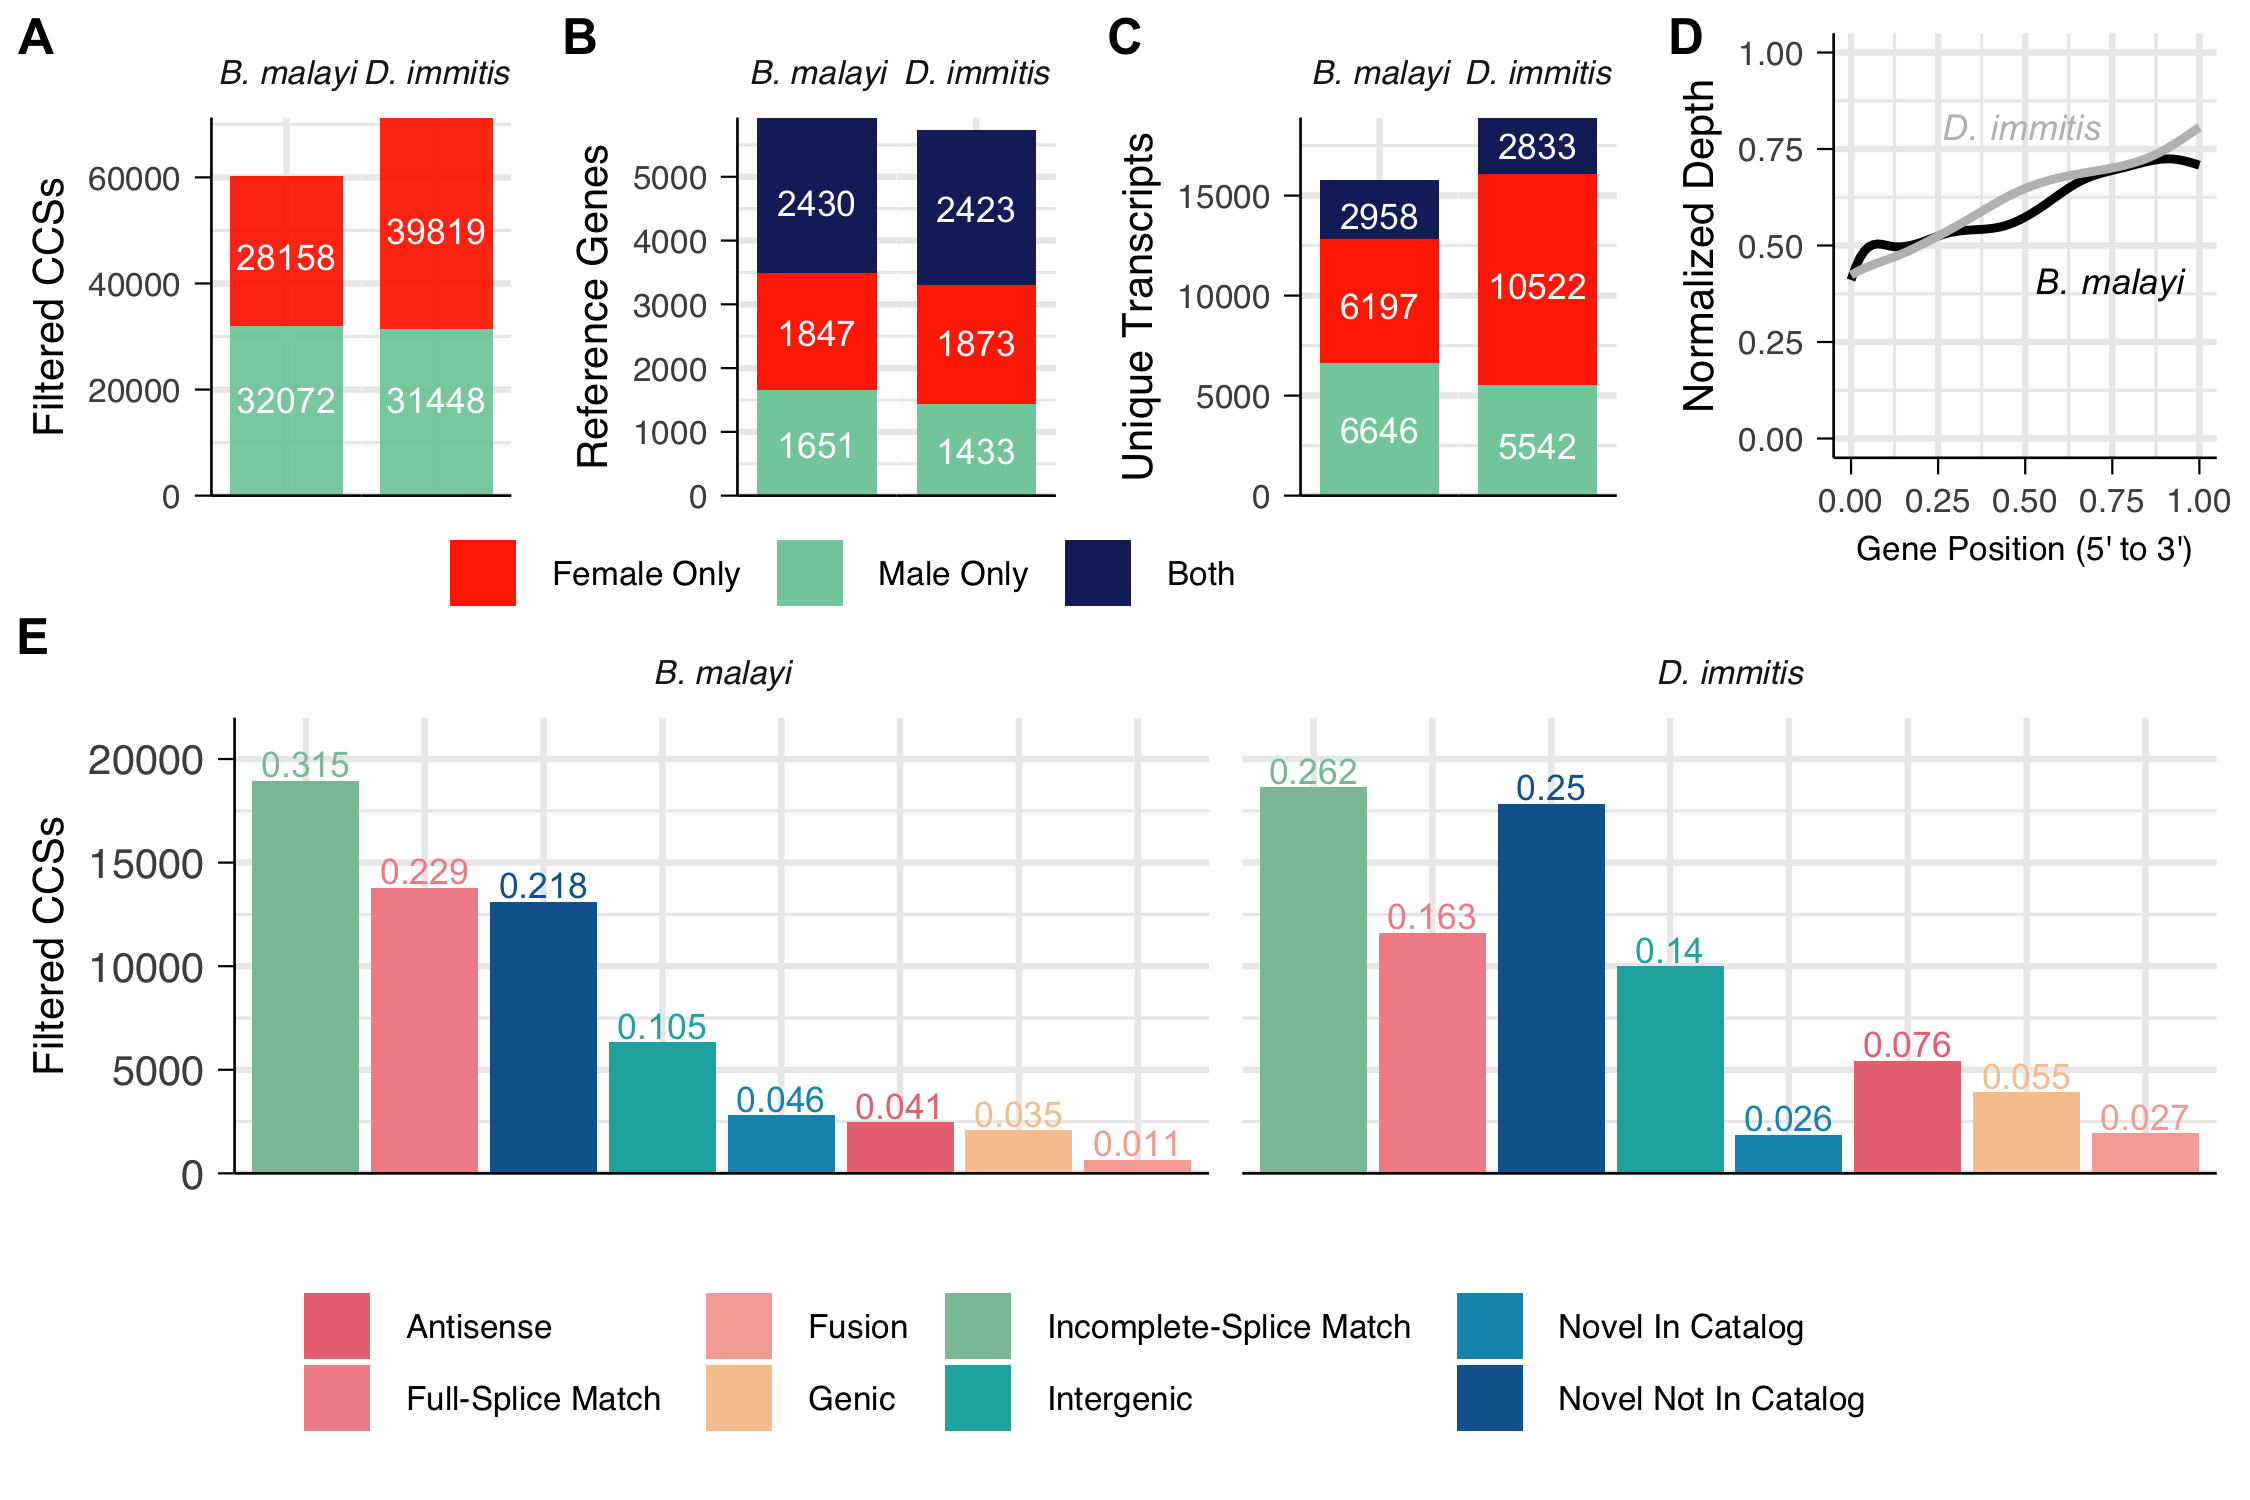 A
B. malayi D. immitis
Filtered CCSs
60000
40000
20000
0
28158
39819
32072
31448
B
B. malayi D. immitis
Reference Genes
5000
4000
3000
2000
1000
0
2430
2423
1847
1873
1651
1433
C
B. malayi D. immitis
Unique Transcripts
15000
10000
5000
0
2833
2958
10522
6197
6646
5542
D
Normalized Depth
1.00
0.75
0.50
0.25
0.00
D. immitis
B. malayi
0.00 0.25 0.50 0.75 1.00
Gene Position (5' to 3')
Female Only
Male Only
Both
E
B. malayi
D. immitis
Filtered CCSs
20000
15000
10000
5000
0
0.315
0.229
0.218
0.105
0.046
0.041
0.035
0.011
0.262
0.163
0.25
0.14
0.026
0.076
0.055
0.027
Antisense
Fusion
Incomplete-Splice Match
Novel In Catalog
Full-Splice Match
Genic
Intergenic
Novel Not In Catalog